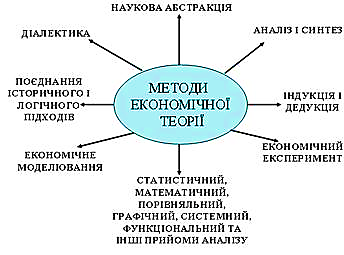 НАУКОВА АБСТРАКЦІЯ
ДІАЛЕКТИКА
АНАЛІЗ І СИНТЕЗ
ПОЄДНАННЯ
ІСТОРИЧНОГО І
ЛОГІЧНОГО
ПІДХОДІВ
МЕТОДИ
ЕКОНОМІЧНОЇ
ТЕОРІЇ
ІНДУКЦІЯ І
ДЕДУКЦІЯ
ЕКОНОМІЧНЕ
МОДЕЛЮВАННЯ
ЕКОНОМІЧНИЙ
ЕКСПЕРИМЕНТ
СТАТИСТИЧНИЙ,
МАТЕМАТИЧНИЙ,
ПОРІВНЯЛЬНИЙ,
ГРАФІЧНИЙ, СИСТЕМНИЙ,
ФУНКЦІОНАЛЬНИЙ ТА
ІНШІ ПРИЙОМИ АНАЛІЗУ